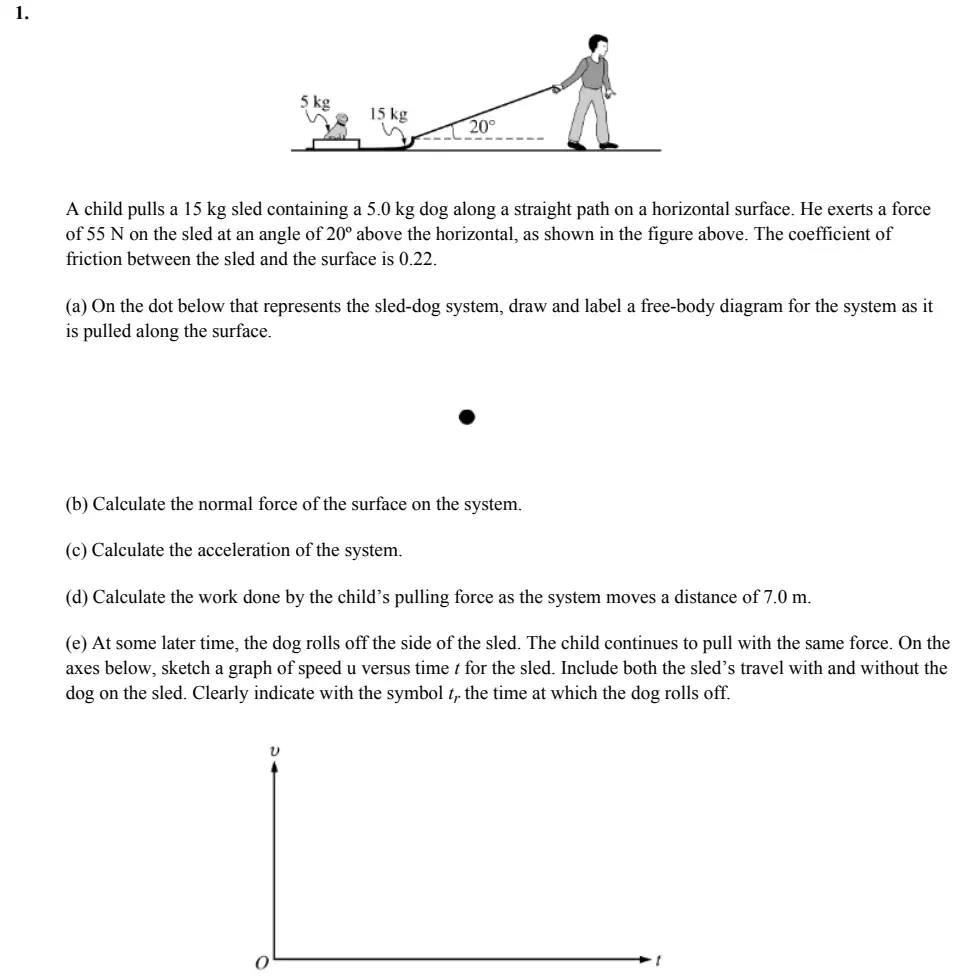 1.
5 kg
15 kg
20°
A child pulls a 15 kg sled containing a 5.0 kg dog along a straight path on a horizontal surface. He exerts a force
of 55 N on the sled at an angle of 20º above the horizontal, as shown in the figure above. The coefficient of
friction between the sled and the surface is 0.22.
(a) On the dot below that represents the sled-dog system, draw and label a free-body diagram for the system as it
is pulled along the surface.
(b) Calculate the normal force of the surface on the system.
(c) Calculate the acceleration of the system.
(d) Calculate the work done by the child’s pulling force as the system moves a distance of 7.0 m.
(e) At some later time, the dog rolls off the side of the sled. The child continues to pull with the same force. On the
axes below, sketch a graph of speed u versus time t for the sled. Include both the sled’s travel with and without the
dog on the sled. Clearly indicate with the symbol tr the time at which the dog rolls off.
υ
O
t